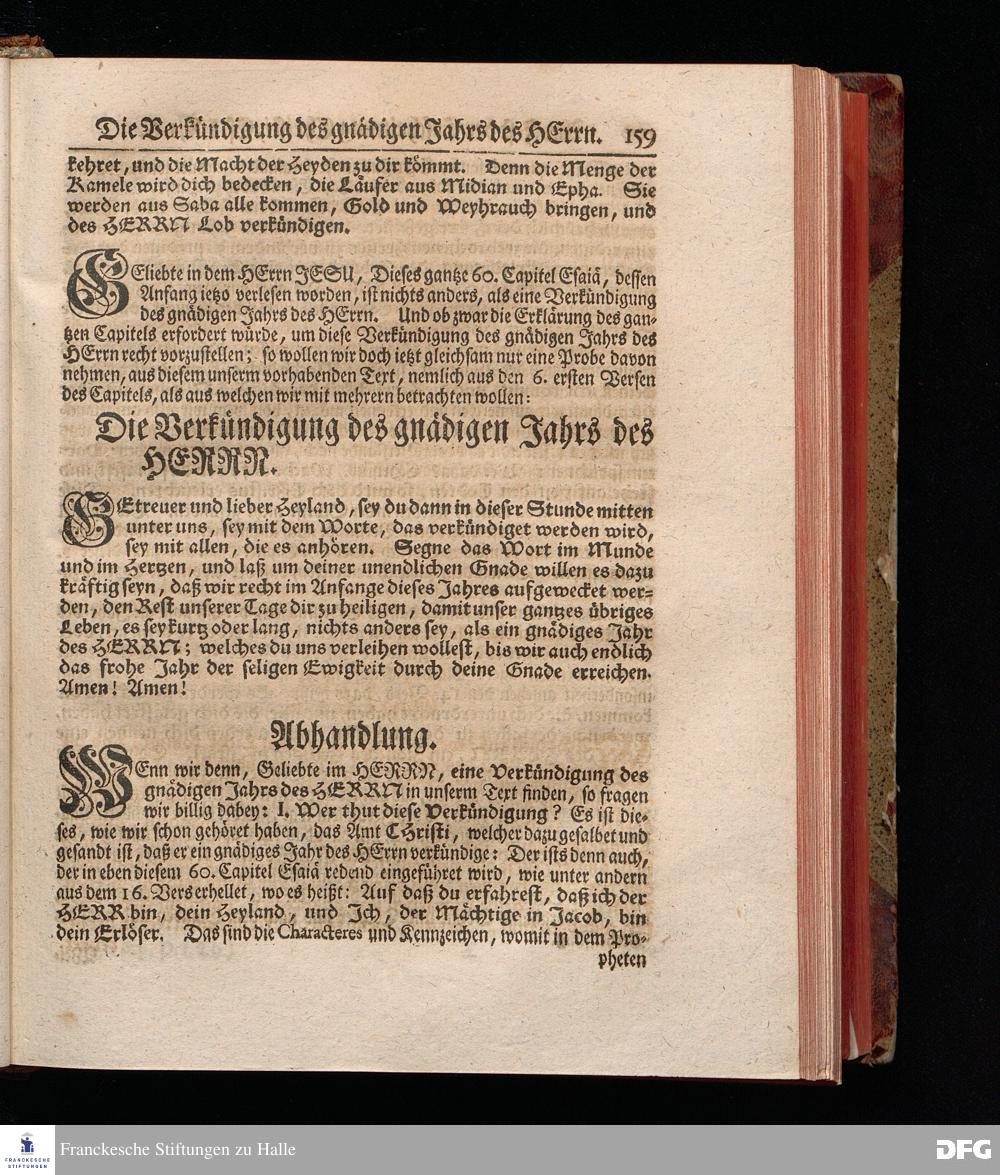 Die Verkündigung des gnädigen Jahrs des HErrn. 159
kehret, und die Macht der Heyden zu dir kömmt. Denn die Menge der
Kamele wird dich bedecken, die Läufer aus Midian und Epha. Sie
werden aus Saba alle kommen, Gold und Weyhrauch bringen, und
des HERRN Lob verkündigen.
GEliebte in dem HErrn JESU, Dieses gantze 60. Capitel Esaiä, dessen
Anfang ietzo verlesen worden, ist nichts anders, als eine Verkündigung
des gnädigen Jahrs des HErrn. Und ob zwar die Erklärung des gan-
tzen Capitels erfordert würde, um diese Verkündigung des gnädigen Jahrs des
HErrn recht vorzustellen; so wollen wir doch ietzt gleichsam nur eine Probe davon
nehmen, aus diesem unserm vorhabenden Text, nemlich aus den 6. ersten Versen
des Capitels, als aus welchen wir mit mehrern betrachten wollen:
Die Verkündigung des gnädigen Jahrs des
HERRN.
GEtreuer und lieber Heyland, sey du dann in dieser Stunde mitten
unter uns, sey mit dem Worte, das verkündiget werden wird,
sey mit allen, die es anhören. Segne das Wort im Munde
und im Hertzen, und laß um deiner unendlichen Gnade willen es dazu
kräftig seyn, daß wir recht im Anfange dieses Jahres aufgewecket wer-
den, den Rest unserer Tage dir zu heiligen, damit unser gantzes übriges
Leben, es sey kurtz oder lang, nichts anders sey, als ein gnädiges Jahr
des HERRN; welches du uns verleihen wollest, bis wir auch endlich
das frohe Jahr der seligen Ewigkeit durch deine Gnade erreichen.
Amen! Amen!
Abhandlung.
WEnn wir denn, Geliebte im HERRN, eine Verkündigung des
gnädigen Jahrs des HERRN in unserm Text finden, so fragen
wir billig dabey: I. Wer thut diese Verkündigung? Es ist die-
ses, wie wir schon gehöret haben, das Amt CHristi, welcher dazu gesalbet und
gesandt ist, daß er ein gnädiges Jahr des HErrn verkündige: Der ists denn auch,
der in eben diesem 60. Capitel Esaiä redend eingeführet wird, wie unter andern
aus dem 16. Vers erhellet, wo es heißt: Auf daß du erfahrest, daß ich der
HERR bin, dein Heyland, und Ich, der Mächtige in Jacob, bin
dein Erlöser. Das sind die Characteres und Kennzeichen, womit in dem Pro-
pheten
FRANCKESCHE
STIFTUNGEN
Franckesche Stiftungen zu Halle
DFG